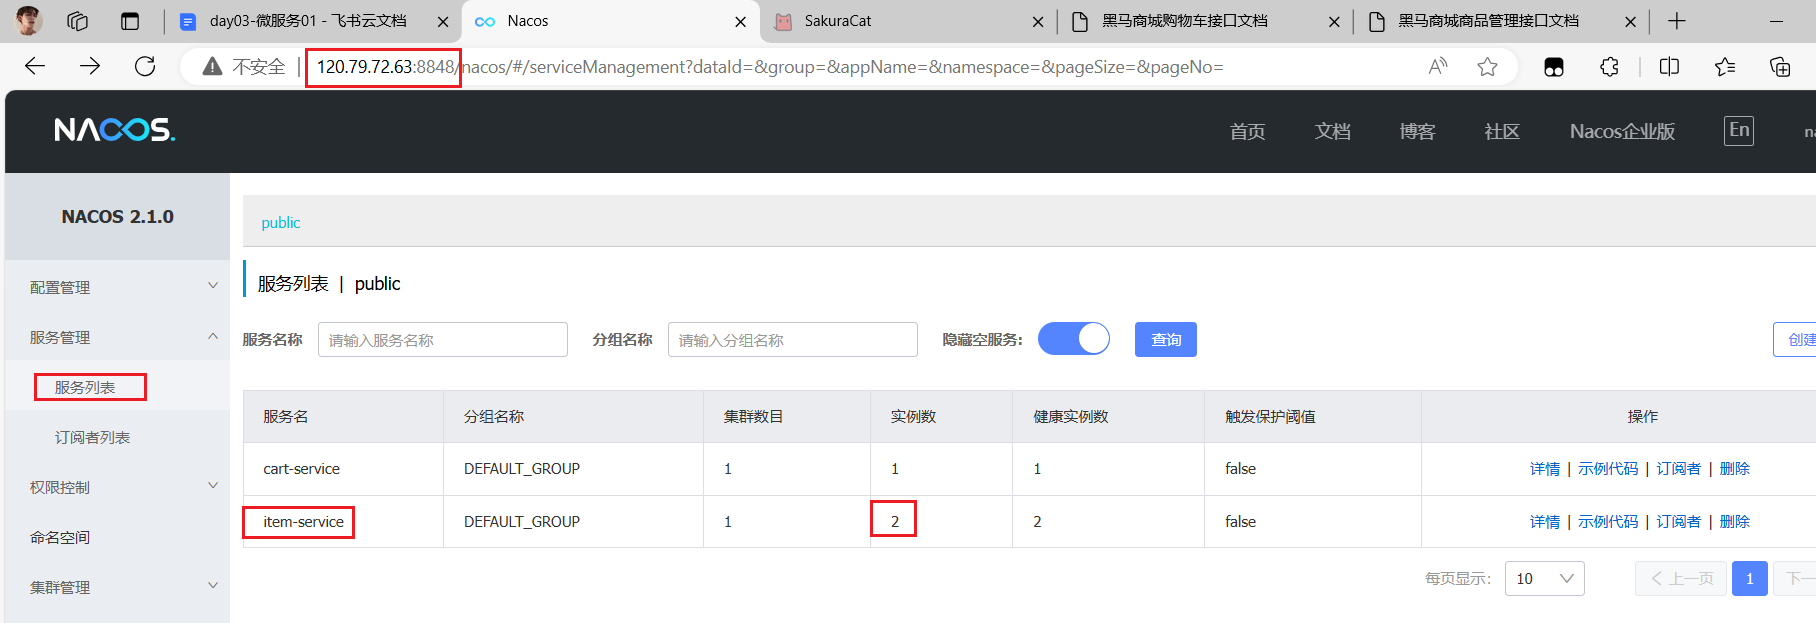 day03-微服务01 - 飞书云文档
Nacos
SakuraCat
黑马商城购物车接口文档
黑马商城商品管理接口文档
不安全
120.79.72.63:8848/nacos/#/serviceManagement?dataId=&group=&appName=&namespace=&pageSize=&pageNo=
NACOS.
首页
文档
博客
社区
Nacos企业版
En
na
NACOS 2.1.0
配置管理
服务管理
服务列表
订阅者列表
权限控制
命名空间
集群管理
public
服务列表 | public
服务名称 请输入服务名称 分组名称 请输入分组名称 隐藏空服务: 查询 创建
服务名 分组名称 集群数目 实例数 健康实例数 触发保护阈值 操作
cart-service DEFAULT_GROUP 1 1 1 false 详情 | 示例代码 | 订阅者 | 删除
item-service DEFAULT_GROUP 1 2 2 false 详情 | 示例代码 | 订阅者 | 删除
每页显示: 10 上一页 1 下一